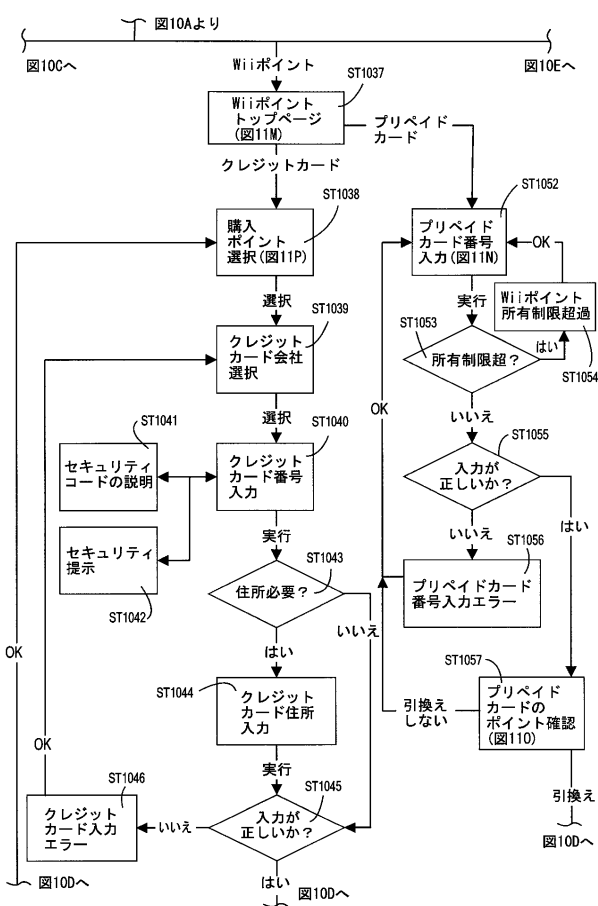 図10Aより
図10Cへ
図10Eへ
Wiiポイント
ST1037
Wiiポイント
トップページ
(図11M)
プリペイド
カード
クレジットカード
ST1038
購入
ポイント
選択(図11P)
ST1052
プリペイド
カード番号
入力(図11N)
OK
選択
実行
Wiiポイント
所有制限超過
ST1054
ST1039
クレジット
カード会社
選択
ST1053
所有制限超？
はい
OK
選択
いいえ
ST1041
セキュリティ
コードの説明
ST1040
クレジット
カード番号
入力
ST1055
入力が
正しいか？
はい
セキュリティ
提示
ST1042
実行
いいえ
ST1043
住所必要？
ST1056
プリペイドカード
番号入力エラー
いいえ
はい
OK
ST1044
クレジット
カード住所
入力
ST1057
プリペイド
カードの
ポイント確認
(図11O)
引換え
しない
OK
実行
ST1046
クレジット
カード入力
エラー
いいえ
ST1045
入力が
正しいか？
引換え
図10Dへ
図10Dへ
はい
図10Dへ